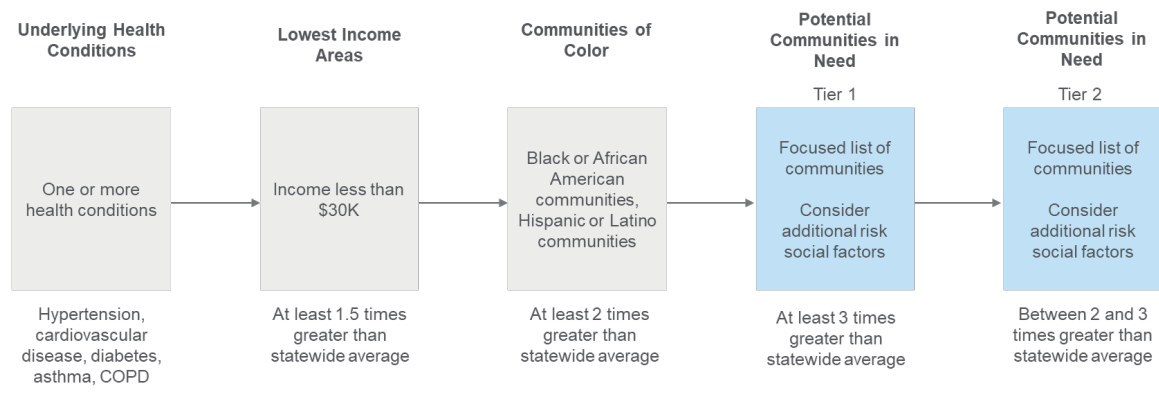 Underlying Health
Conditions
One or more
health conditions
Hypertension,
cardiovascular
disease, diabetes,
asthma, COPD
Lowest Income
Areas
Income less than
$30K
At least 1.5 times
greater than
statewide average
Communities of
Color
Black or African
American
communities,
Hispanic or Latino
communities
At least 2 times
greater than
statewide average
Potential
Communities in
Need
Tier 1
Focused list of
communities
Consider
additional risk
social factors
At least 3 times
greater than
statewide average
Potential
Communities in
Need
Tier 2
Focused list of
communities
Consider
additional risk
social factors
Between 2 and 3
times greater than
statewide average